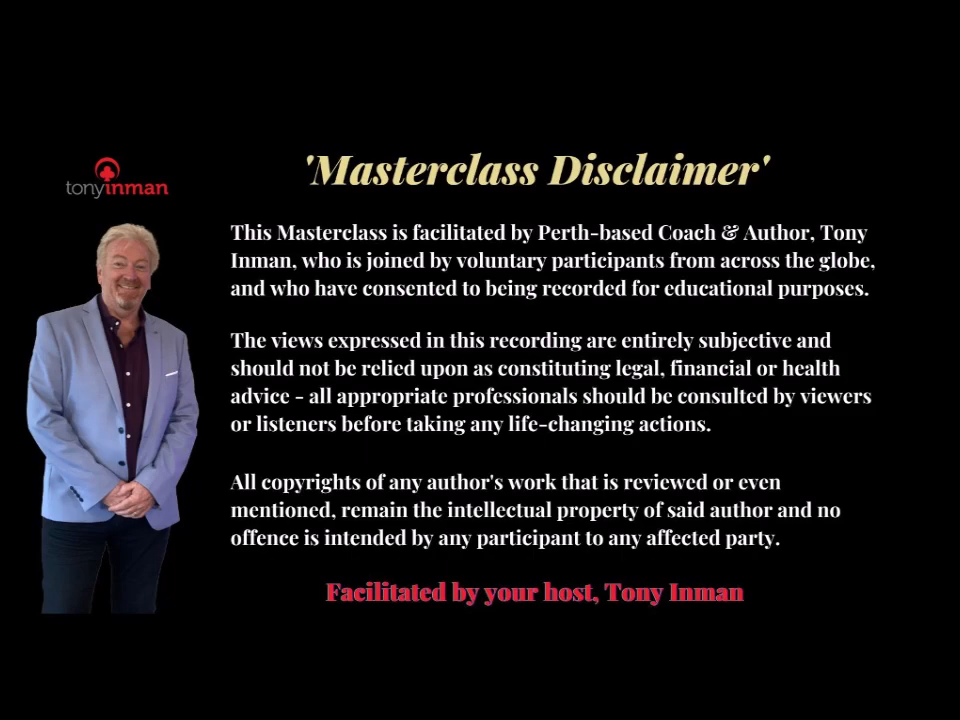 tonyinman
'Masterclass Disclaimer'
This Masterclass is facilitated by Perth-based Coach & Author, Tony
Inman, who is joined by voluntary participants from across the globe,
and who have consented to being recorded for educational purposes.
The views expressed in this recording are entirely subjective and
should not be relied upon as constituting legal, financial or health
advice - all appropriate professionals should be consulted by viewers
or listeners before taking any life-changing actions.
All copyrights of any author's work that is reviewed or even
mentioned, remain the intellectual property of said author and no
offence is intended by any participant to any affected party.
Facilitated by your host, Tony Inman